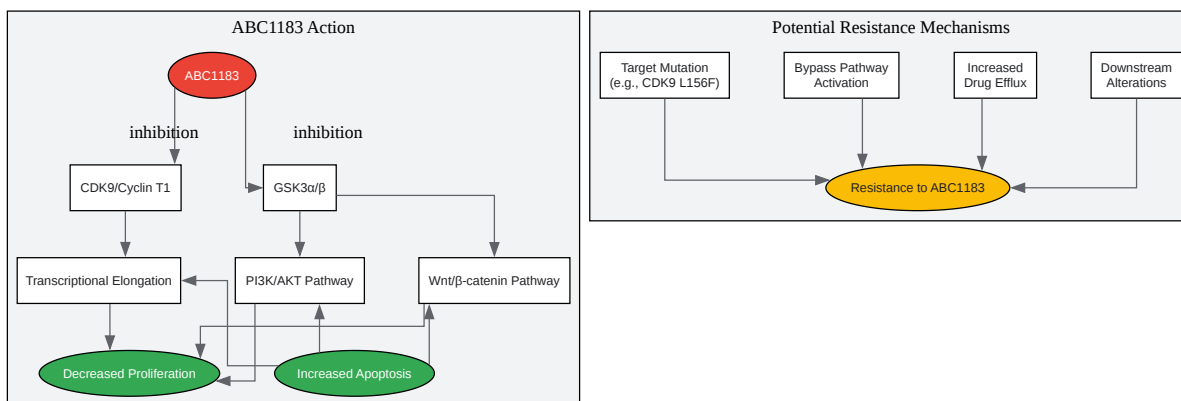 ABC1183 Action
ABC1183
inhibition
inhibition
CDK9/Cyclin T1
GSK3α/β
Transcriptional Elongation
PI3K/AKT Pathway
Wnt/β-catenin Pathway
Decreased Proliferation
Increased Apoptosis
Potential Resistance Mechanisms
Target Mutation
(e.g., CDK9 L156F)
Bypass Pathway
Activation
Increased
Drug Efflux
Downstream
Alterations
Resistance to ABC1183